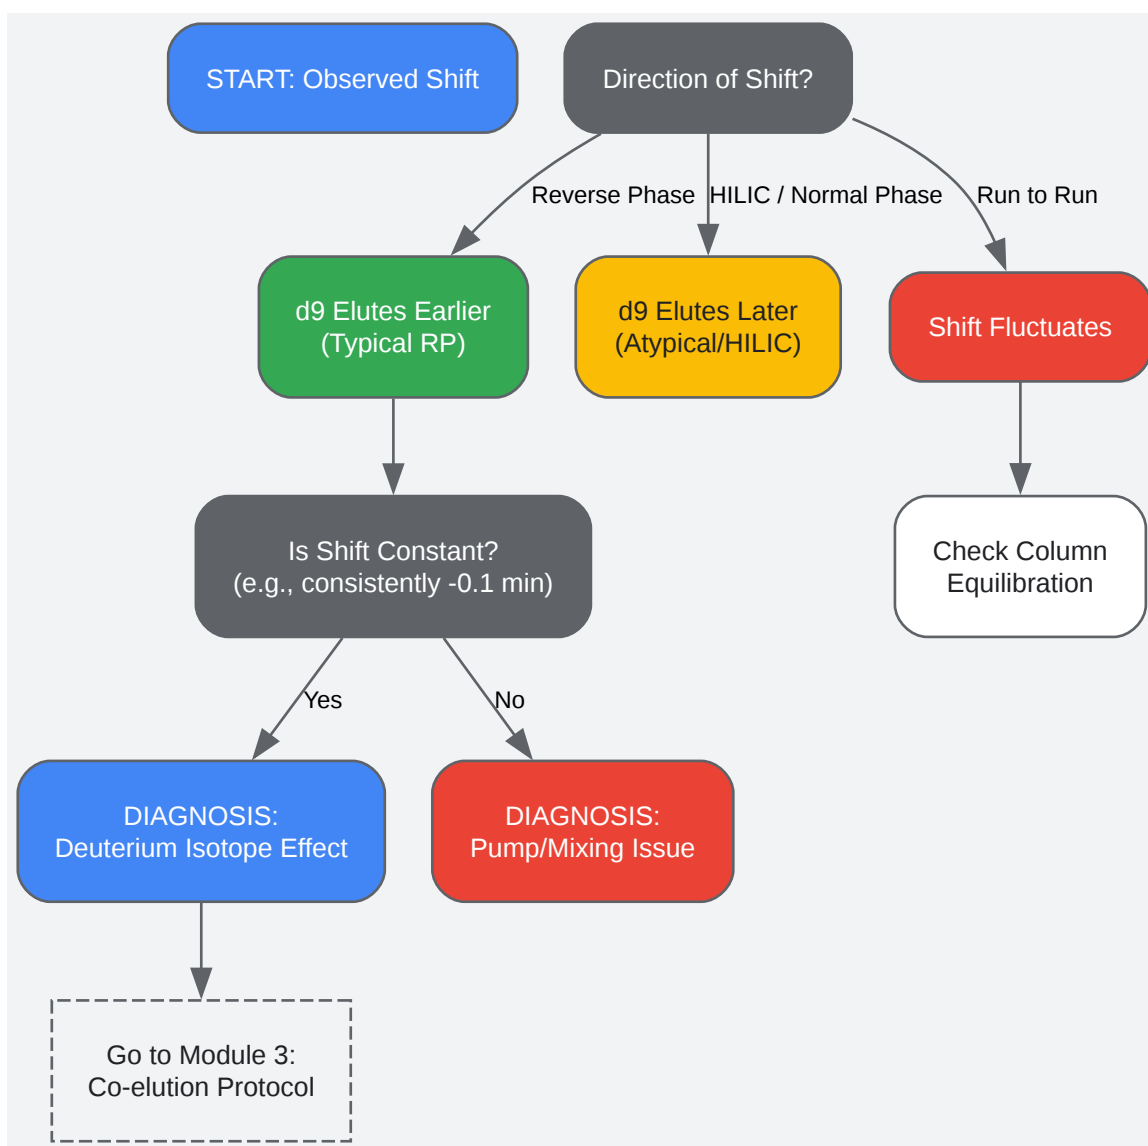 START: Observed Shift
Direction of Shift?
Reverse Phase
HILIC / Normal Phase
Run to Run
d9 Elutes Earlier
(Typical RP)
d9 Elutes Later
(Atypical/HILIC)
Shift Fluctuates
Is Shift Constant?
(e.g., consistently -0.1 min)
Check Column
Equilibration
Yes
No
DIAGNOSIS:
Deuterium Isotope Effect
DIAGNOSIS:
Pump/Mixing Issue
Go to Module 3:
Co-elution Protocol